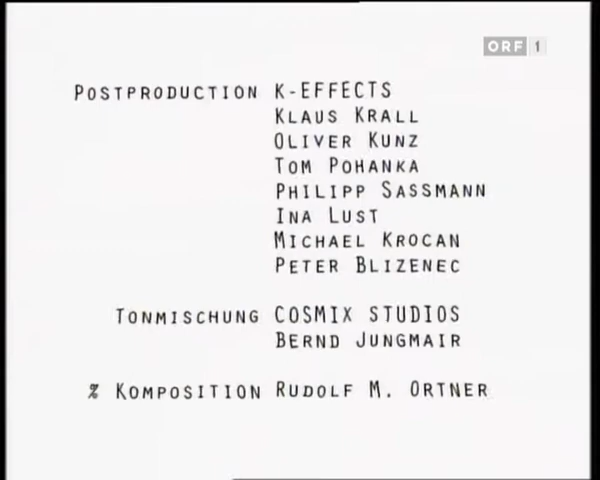 ORF 1
Postproduction K-EFFECTS
Klaus Krall
Oliver Kunz
Tom Pohanka
Philipp Sassmann
Ina Lust
Michael Krocan
Peter Blizenec
Tonmischung COSMIX STUDIOS
Bernd Jungmair
% Komposition Rudolf M. Ortner